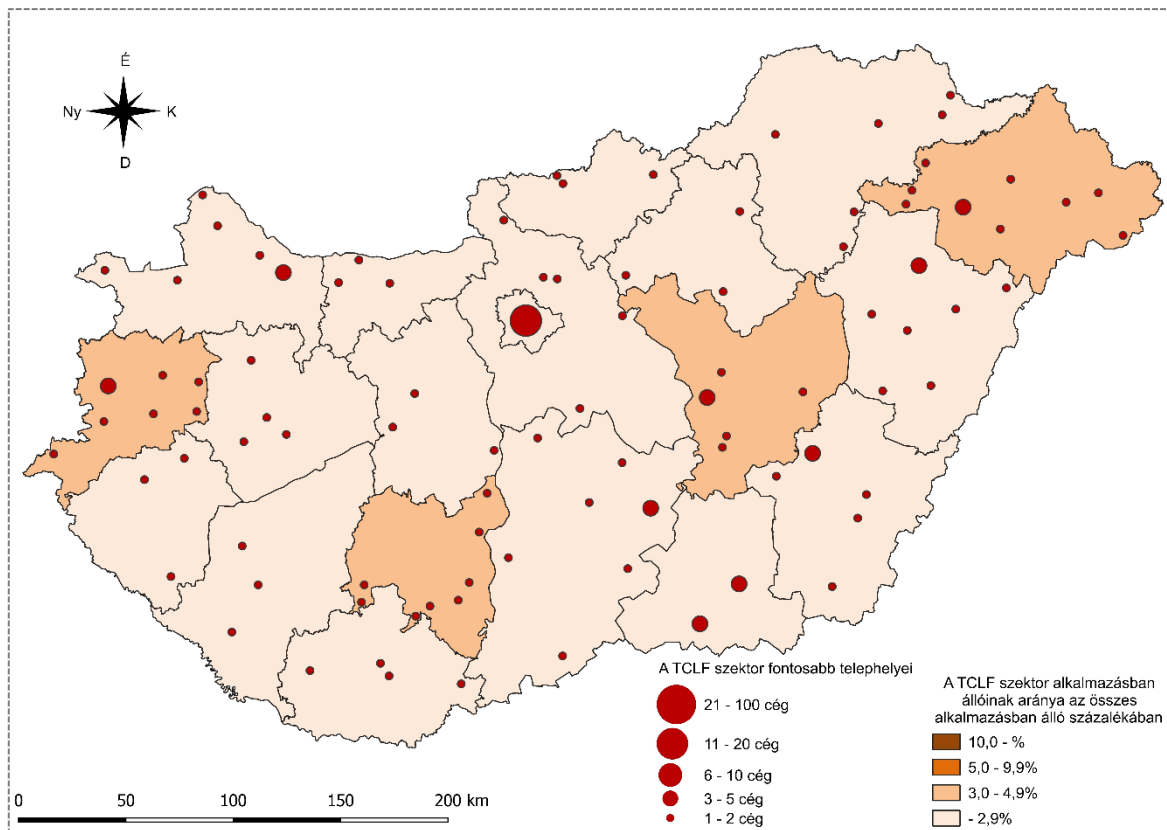 É
Ny
K
D
A TCLF szektor fontosabb telephelyei
21 - 100 cég
11 - 20 cég
6 - 10 cég
3 - 5 cég
1 - 2 cég
A TCLF szektor alkalmazásban
állóinak aránya az összes
alkalmazásban álló százalékában
10,0 - %
5,0 - 9,9%
3,0 - 4,9%
- 2,9%
0 50 100 150 200 km